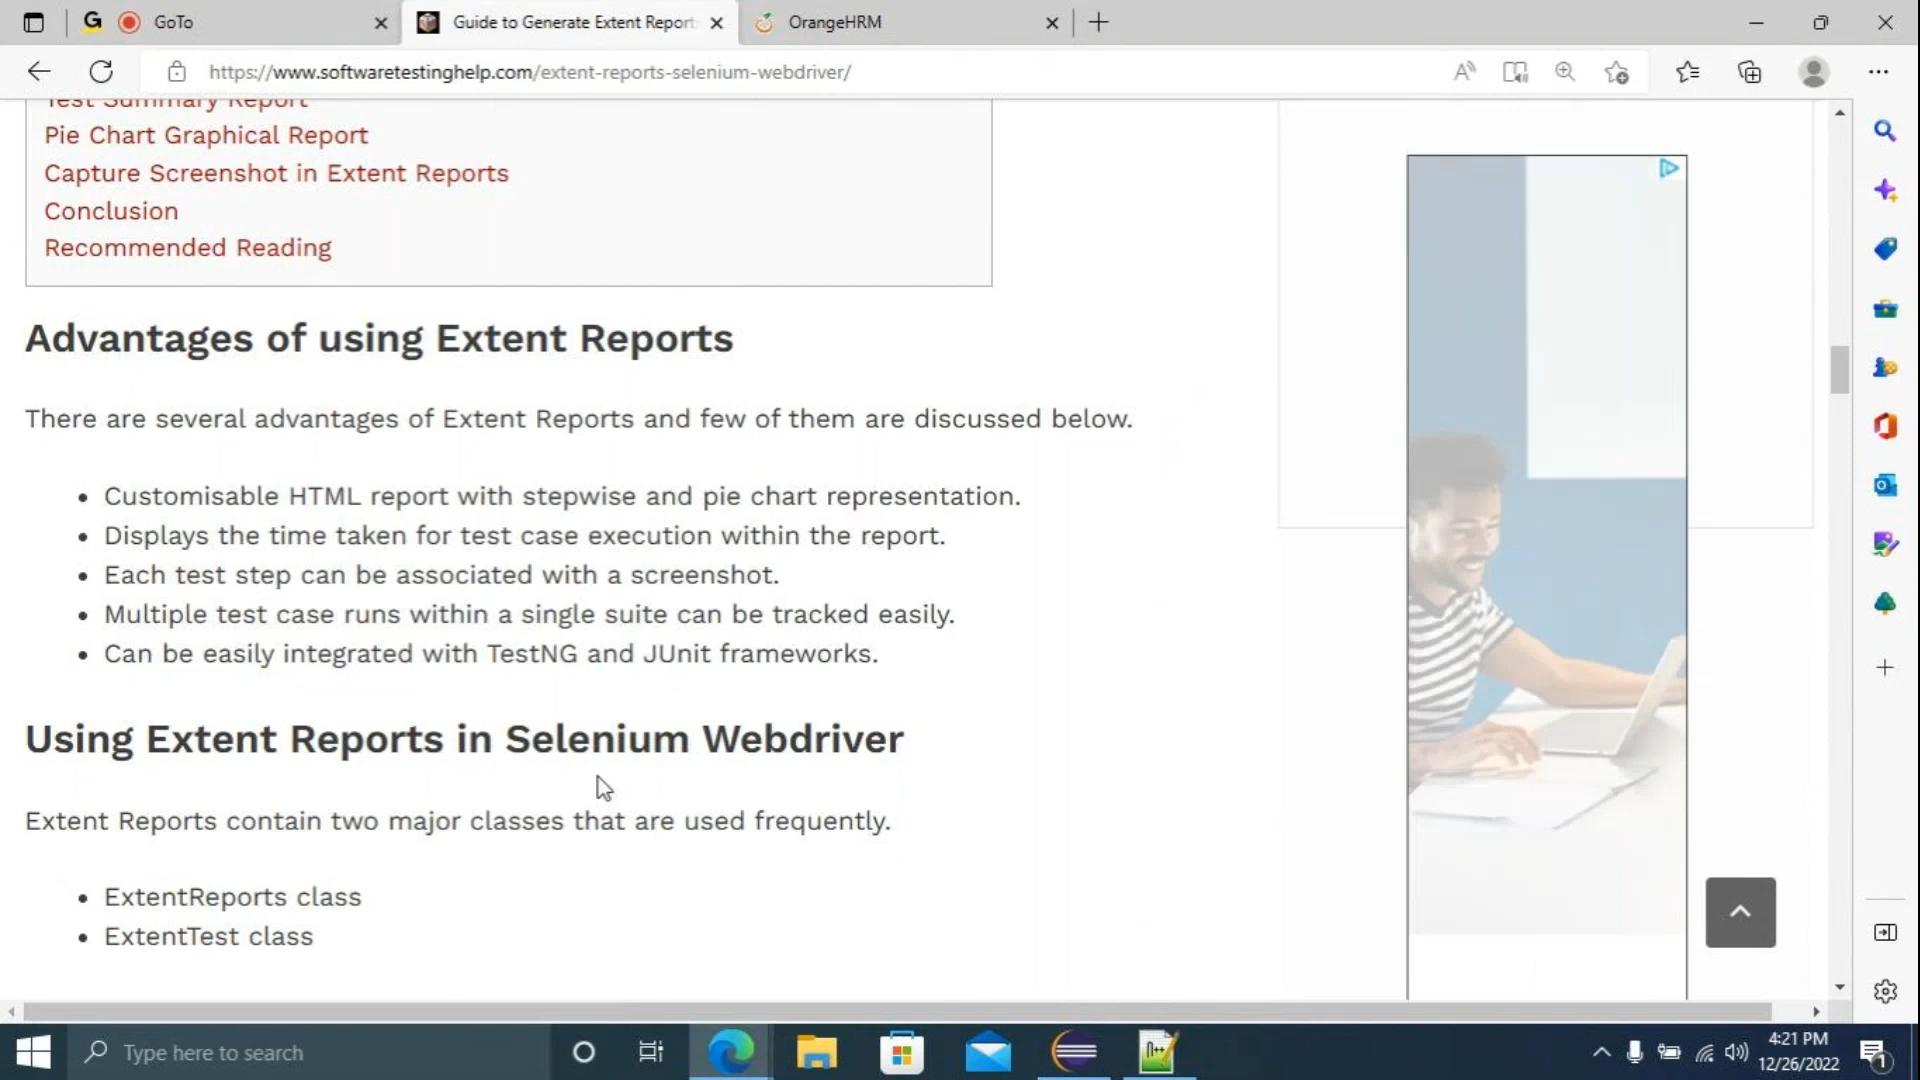 GoTo
Guide to Generate Extent Report
OrangeHRM
https://www.softwaretestinghelp.com/extent-reports-selenium-webdriver/
Test Summary Report
Pie Chart Graphical Report
Capture Screenshot in Extent Reports
Conclusion
Recommended Reading
Advantages of using Extent Reports
There are several advantages of Extent Reports and few of them are discussed below.
• Customisable HTML report with stepwise and pie chart representation.
• Displays the time taken for test case execution within the report.
• Each test step can be associated with a screenshot.
• Multiple test case runs within a single suite can be tracked easily.
• Can be easily integrated with TestNG and JUnit frameworks.
Using Extent Reports in Selenium Webdriver
Extent Reports contain two major classes that are used frequently.
• ExtentReports class
• ExtentTest class
Type here to search
4:21 PM
12/26/2022
1